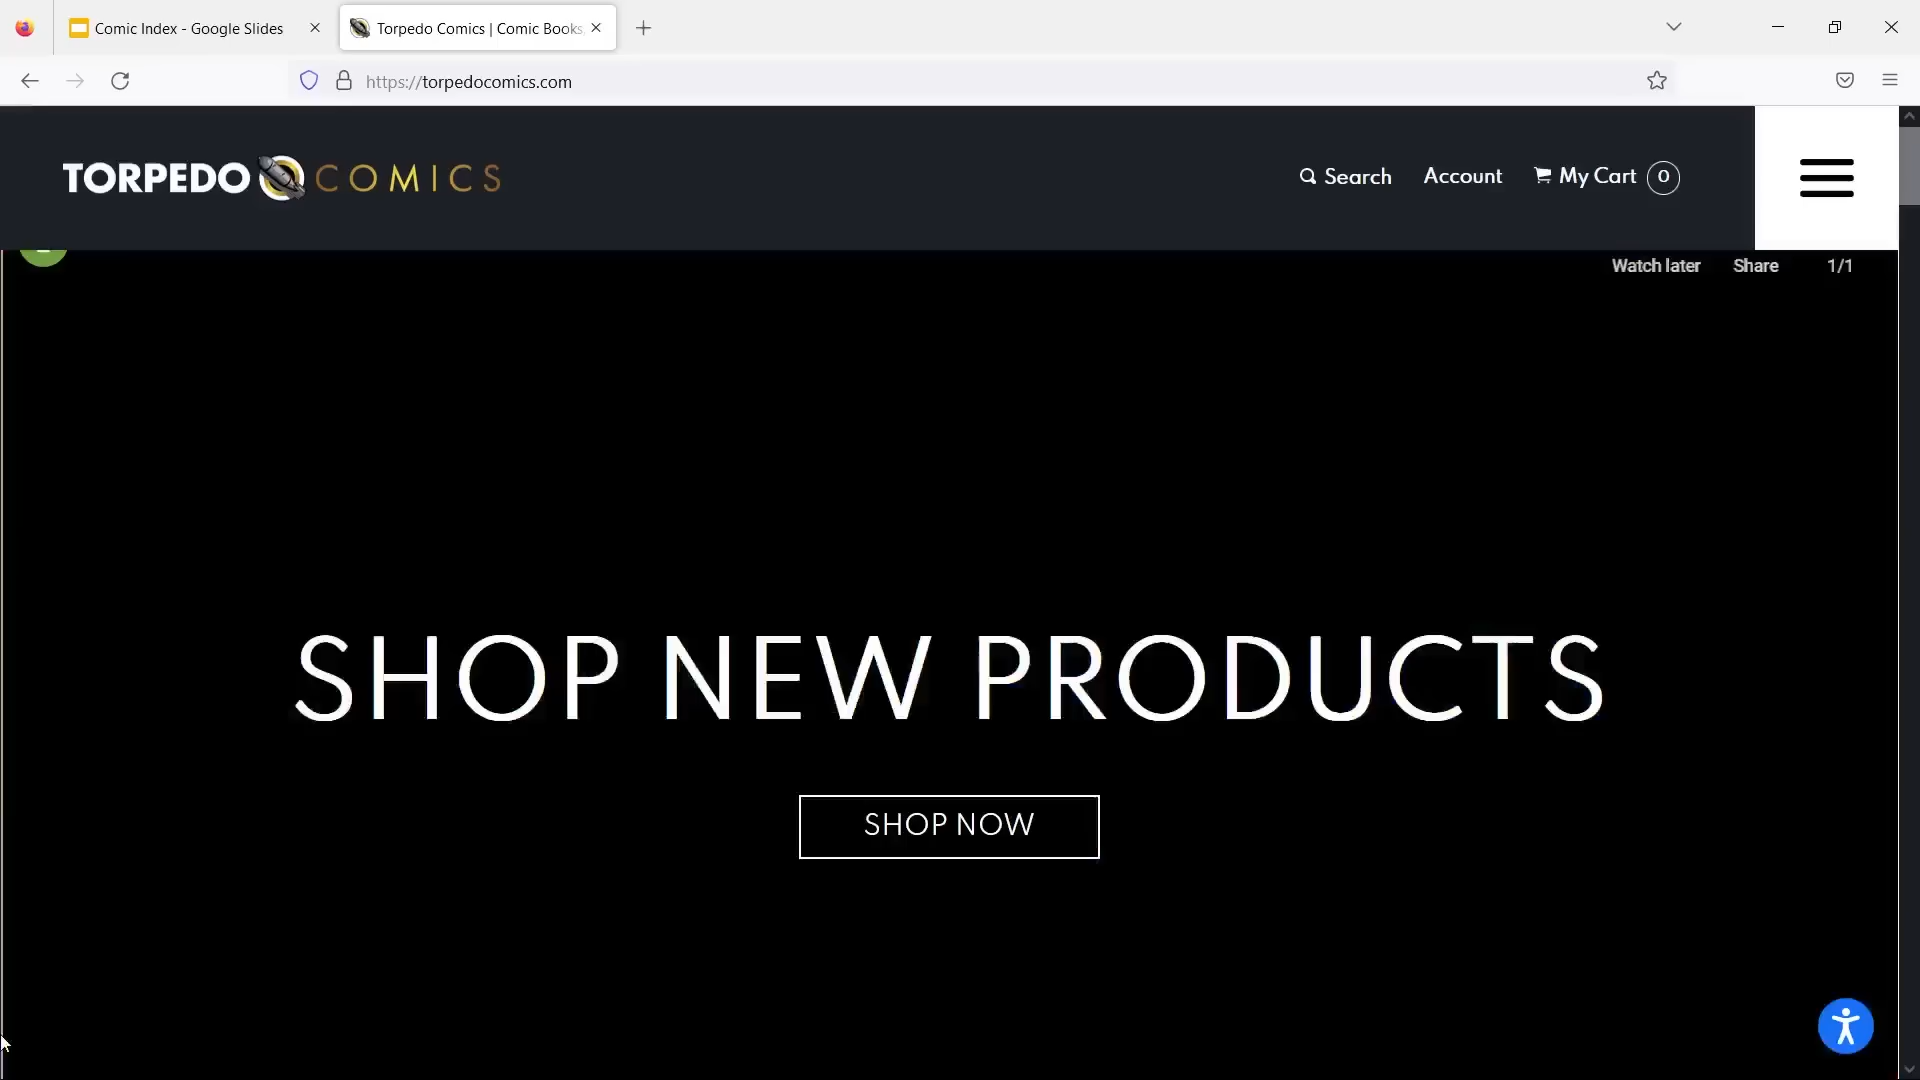 Comic Index - Google Slides
Torpedo Comics | Comic Books,
https://torpedocomics.com
TORPEDO COMICS
Search
Account
My Cart 0
Watch later
Share
1/1
SHOP NEW PRODUCTS
SHOP NOW